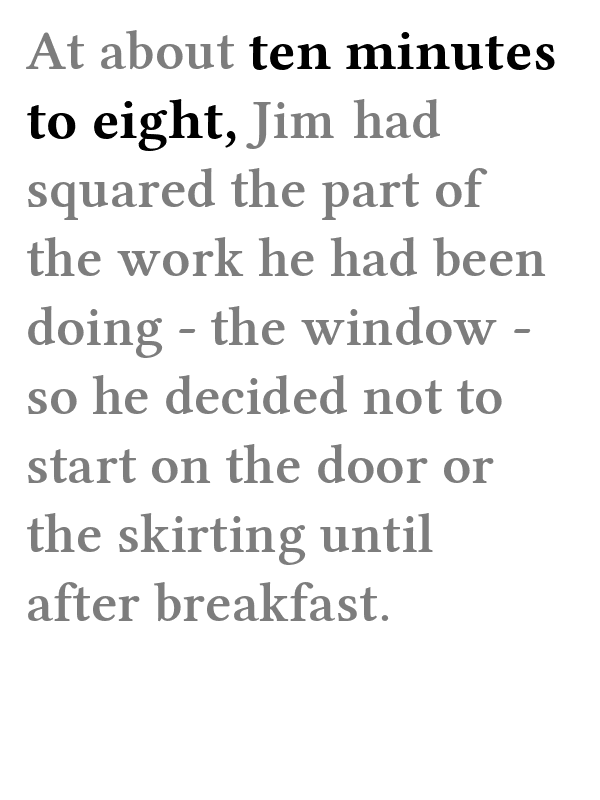 At about ten minutes
to eight, Jim had
squared the part of
the work he had been
doing - the window -
so he decided not to
start on the door or
the skirting until
after breakfast.